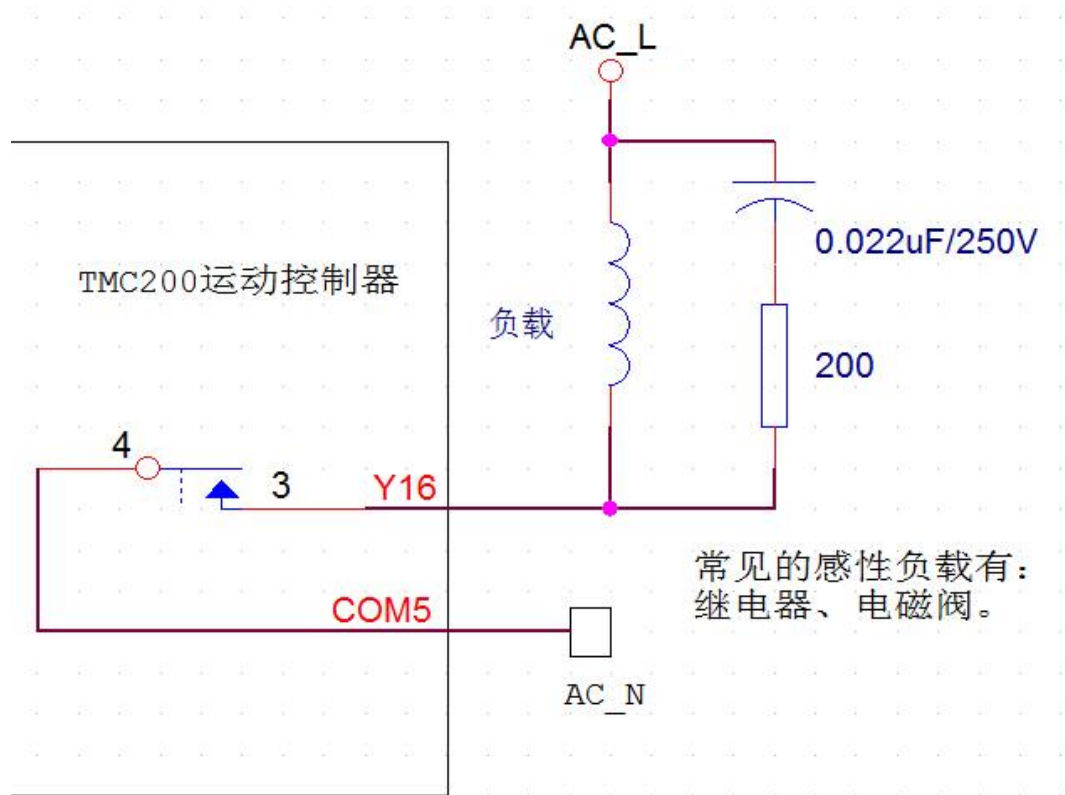 AC_L
0.022uF/250V
TMC200运动控制器
负载
200
4
3
Y16
常见的感性负载有:
继电器、电磁阀。
COM5
AC_N